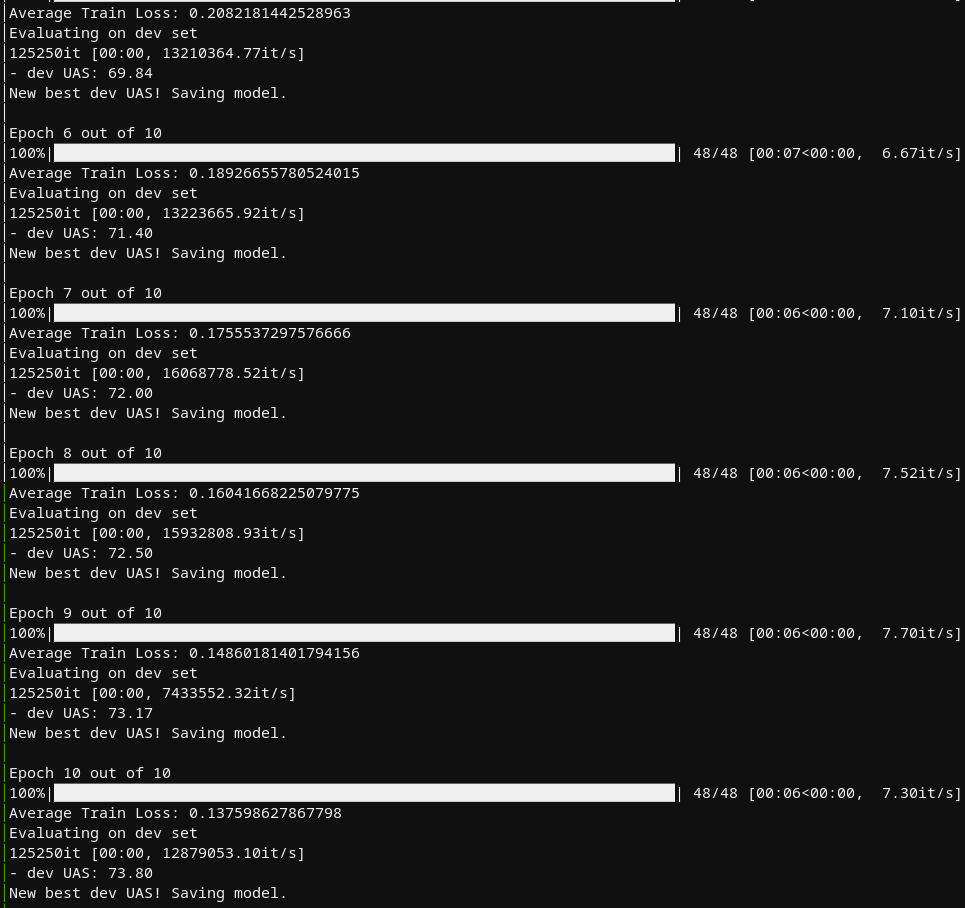 Average Train Loss: 0.2082181442528963
Evaluating on dev set
125250it [00:00, 13210364.77it/s]
- dev UAS: 69.84
New best dev UAS! Saving model.

Epoch 6 out of 10
100%| | 48/48 [00:07<00:00,  6.67it/s]
Average Train Loss: 0.18926655780524015
Evaluating on dev set
125250it [00:00, 13223665.92it/s]
- dev UAS: 71.40
New best dev UAS! Saving model.

Epoch 7 out of 10
100%| | 48/48 [00:06<00:00,  7.10it/s]
Average Train Loss: 0.1755537297576666
Evaluating on dev set
125250it [00:00, 16068778.52it/s]
- dev UAS: 72.00
New best dev UAS! Saving model.

Epoch 8 out of 10
100%| | 48/48 [00:06<00:00,  7.52it/s]
Average Train Loss: 0.16041668225079775
Evaluating on dev set
125250it [00:00, 15932808.93it/s]
- dev UAS: 72.50
New best dev UAS! Saving model.

Epoch 9 out of 10
100%| | 48/48 [00:06<00:00,  7.70it/s]
Average Train Loss: 0.14860181401794156
Evaluating on dev set
125250it [00:00, 7433552.32it/s]
- dev UAS: 73.17
New best dev UAS! Saving model.

Epoch 10 out of 10
100%| | 48/48 [00:06<00:00,  7.30it/s]
Average Train Loss: 0.137598627867798
Evaluating on dev set
125250it [00:00, 12879053.10it/s]
- dev UAS: 73.80
New best dev UAS! Saving model.